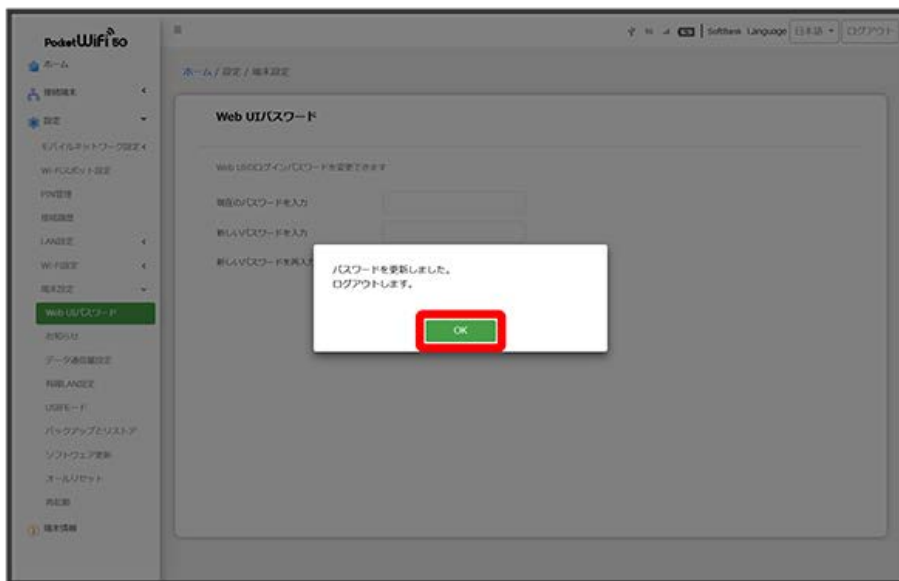 Pocket WiFi 5G
SoftBank Language 日本語 ログアウト
ホーム
ホーム / 設定 / 端末設定
接続端末
設定
Web UIパスワード
モバイルネットワーク設定
Wi-Fiスポット設定
Web UIのログインパスワードを変更できます
PIN管理
現在のパスワードを入力
接続履歴
新しいパスワードを入力
LAN設定
新しいパスワードを再入力
Wi-Fi設定
パスワードを更新しました。
ログアウトします。
OK
端末設定
Web UIパスワード
お知らせ
データ通信量設定
有線LAN設定
USBモード
バックアップとリストア
ソフトウェア更新
オールリセット
再起動
端末情報